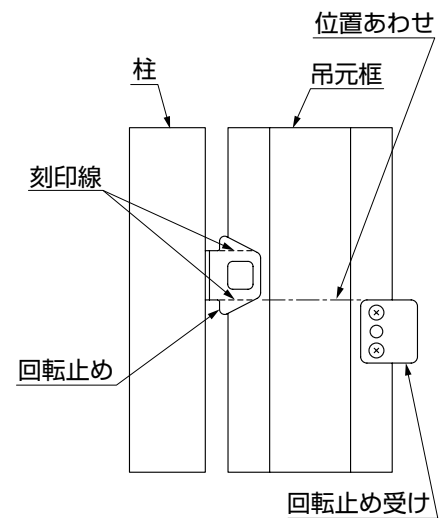 位置あわせ
柱
吊元框
刻印線
回転止め
回転止め受け